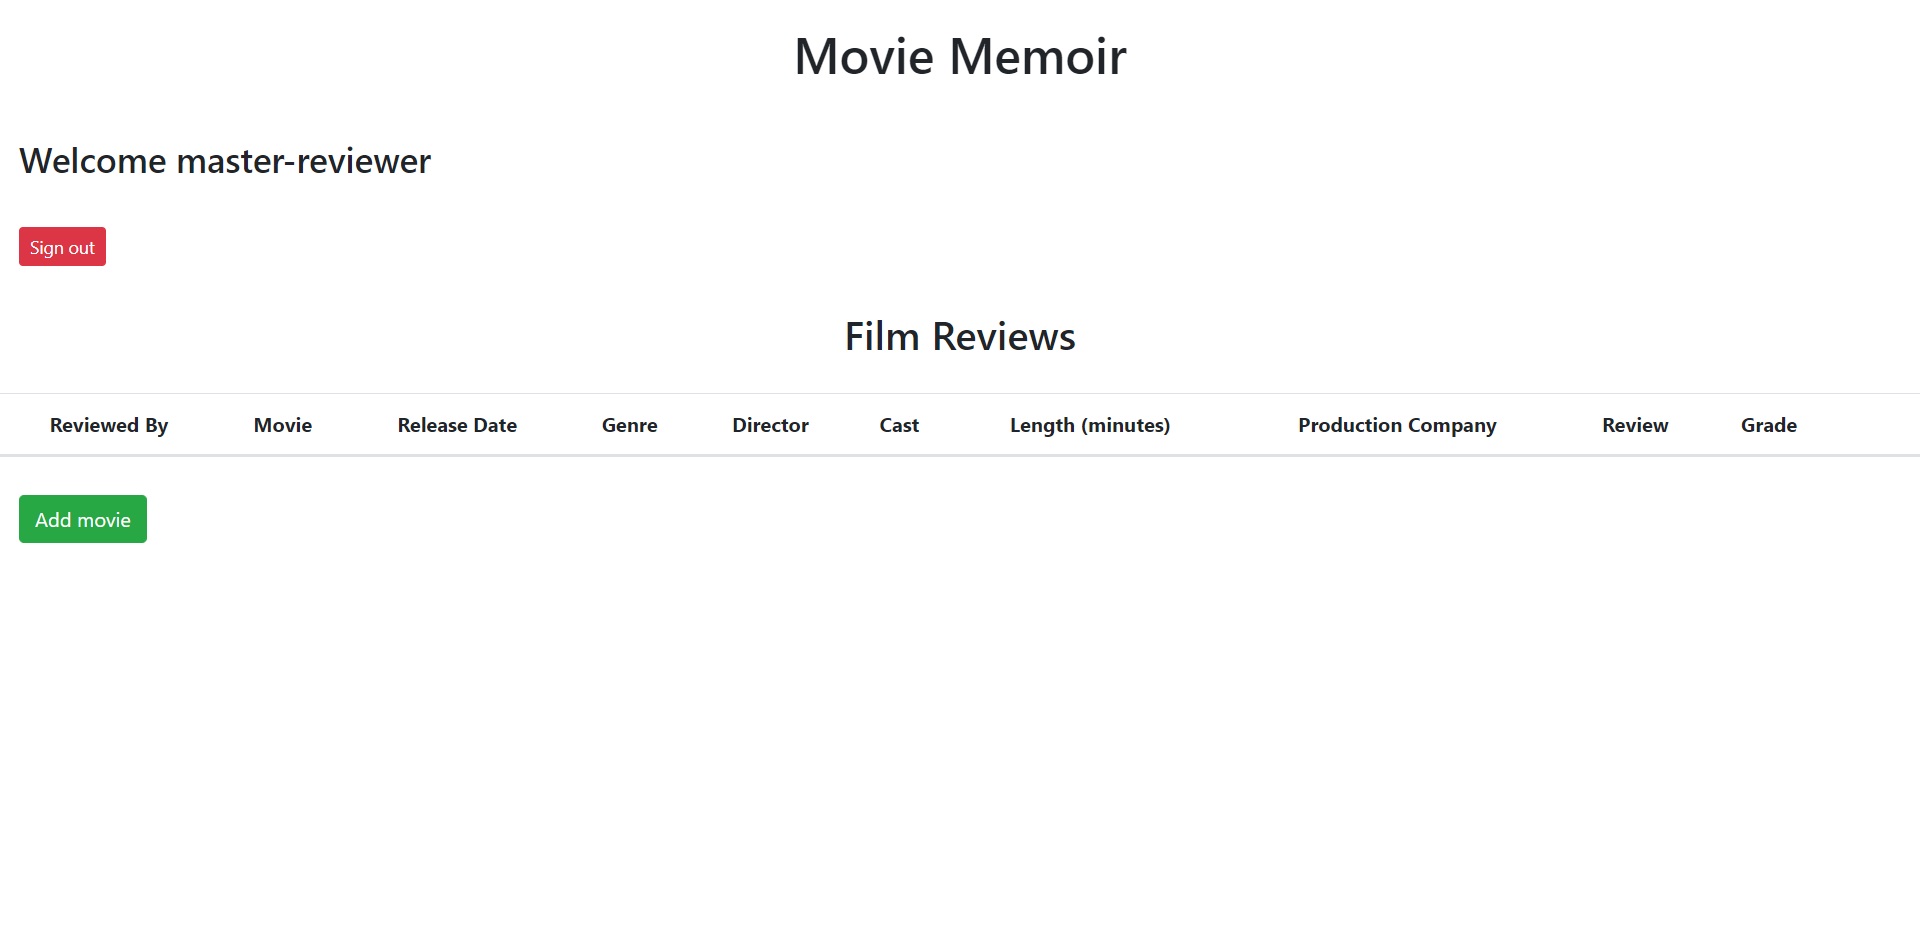 Movie Memoir
Welcome master-reviewer
Sign out
Film Reviews
Reviewed By Movie Release Date Genre Director Cast Length (minutes) Production Company Review Grade
Add movie